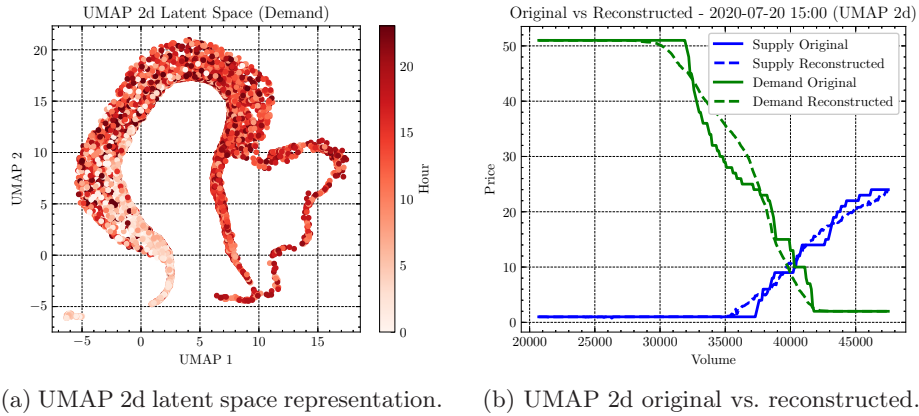 UMAP 2d Latent Space (Demand)
20
15
10
5
0
−5
UMAP 2
−5
0
5
10
15
UMAP 1
20
15
10
5
0
Hour
Original vs Reconstructed - 2020-07-20 15:00 (UMAP 2d)
50
40
30
20
10
0
Price
Supply Original
Supply Reconstructed
Demand Original
Demand Reconstructed
20000
25000
30000
35000
40000
45000
Volume
(a) UMAP 2d latent space representation.
(b) UMAP 2d original vs. reconstructed.